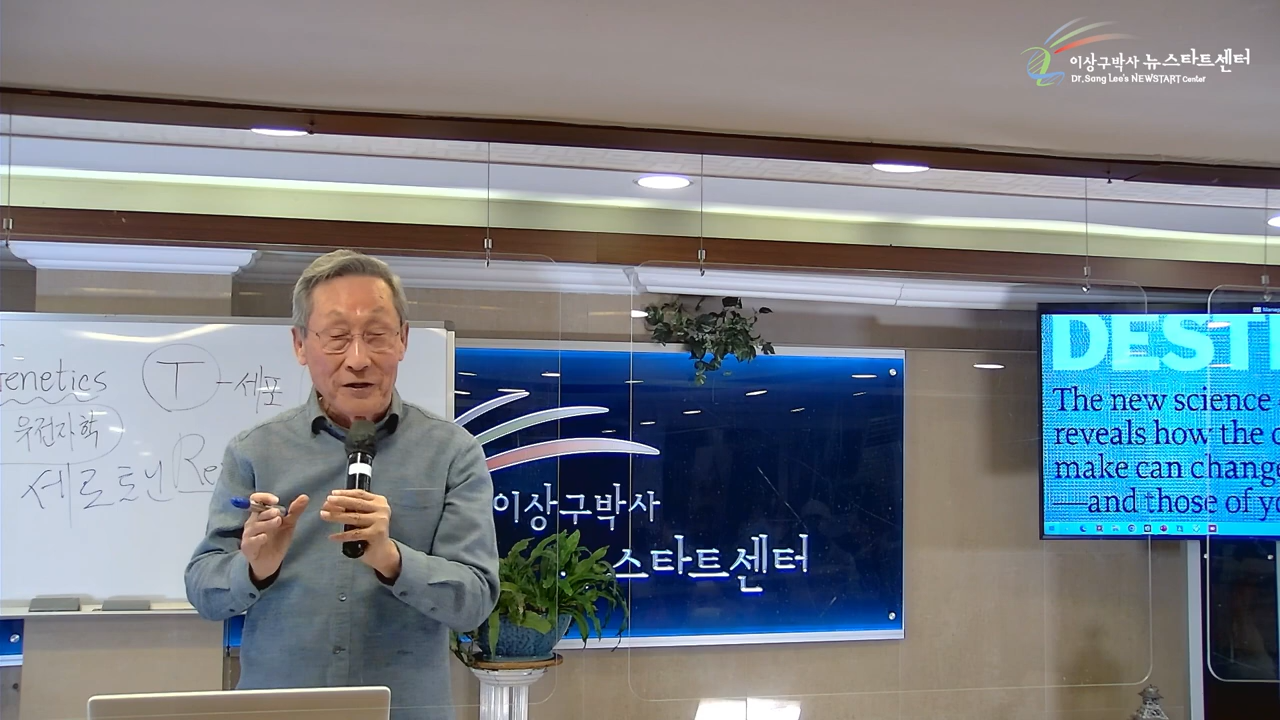 이상구박사 뉴스타트센터
Dr. Sang Lee's NEWSTART Center
genetics
T - 세포
유전자학
세로토닌 Re
이상구박사
스타트센터
DEST
The new science
reveals how the c
make can change
—and those of yo